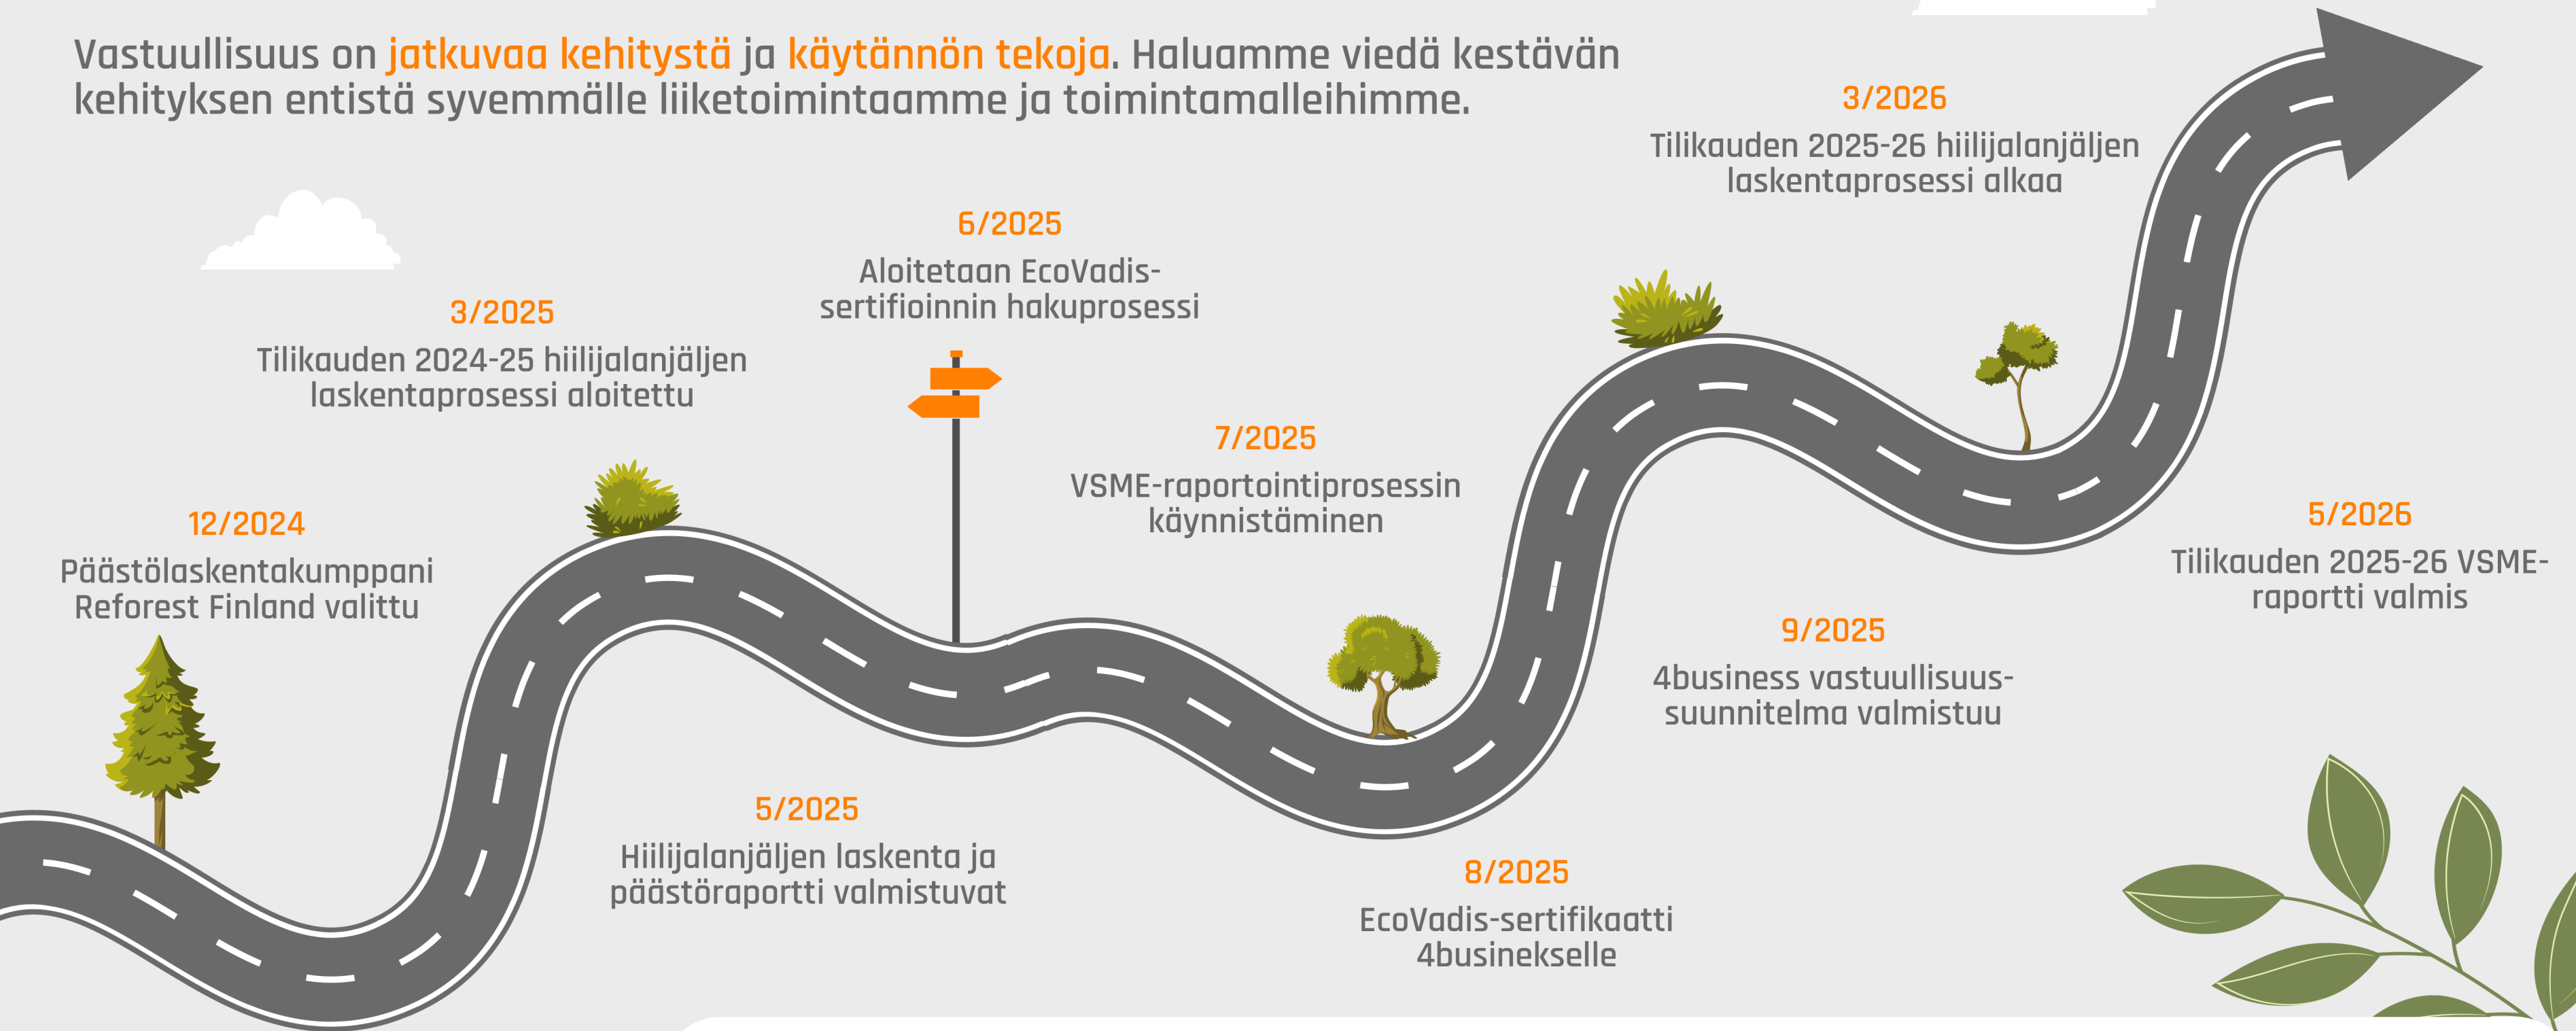 Vastuullisuus on jatkuvaa kehitystä ja käytännön tekoja. Haluamme viedä kestävän
kehityksen entistä syvemmälle liiketoimintaamme ja toimintamalleihimme.
12/2024
Päästölaskentakumppani
Reforest Finland valittu
3/2025
Tilikauden 2024-25 hiilijalanjäljen
laskentaprosessi aloitettu
5/2025
Hiilijalanjäljen laskenta ja
päästöraportti valmistuvat
6/2025
Aloitetaan EcoVadis-
sertifioinnin hakuprosessi
7/2025
VSME-raportointiprosessin
käynnistäminen
8/2025
EcoVadis-sertifikaatti
4businekselle
9/2025
4business vastuullisuus-
suunnitelma valmistuu
3/2026
Tilikauden 2025-26 hiilijalanjäljen
laskentaprosessi alkaa
5/2026
Tilikauden 2025-26 VSME-
raportti valmis